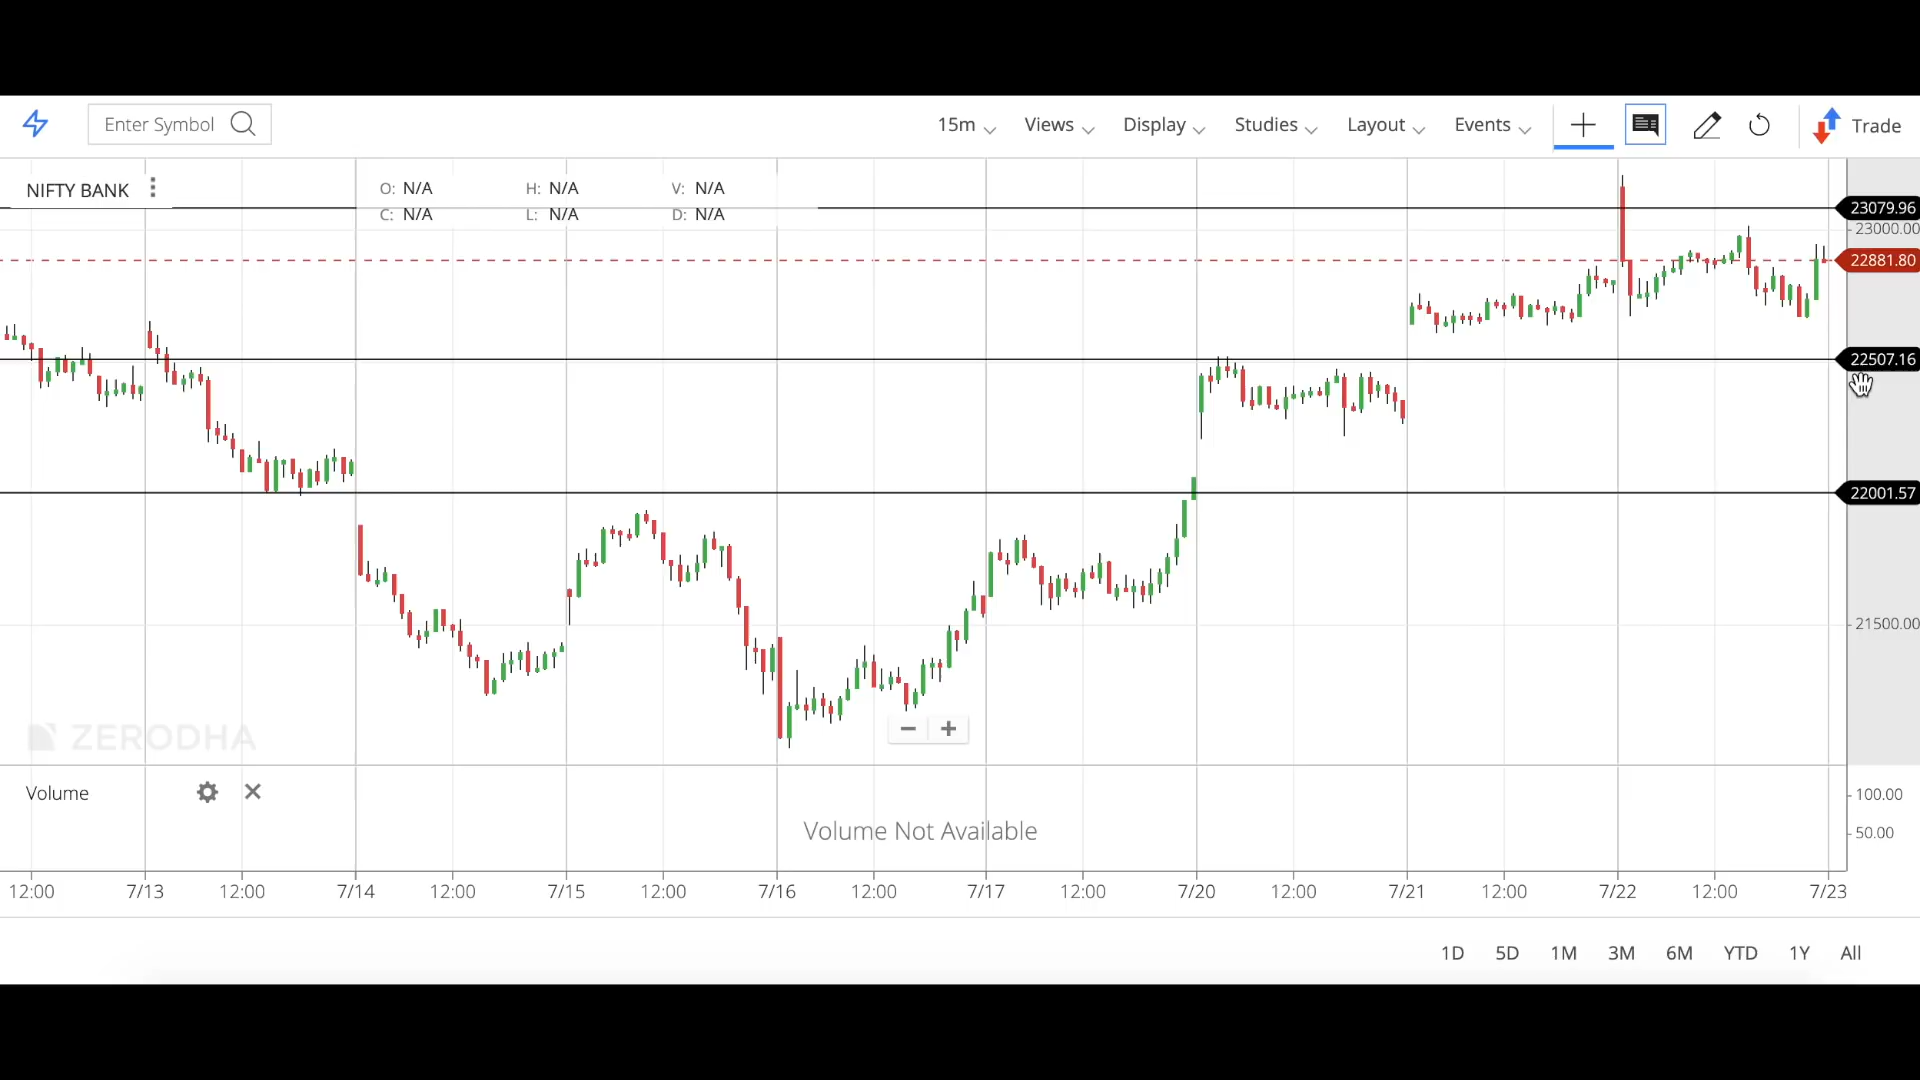 Enter Symbol
15m
Views
Display
Studies
Layout
Events
Trade
NIFTY BANK
O: N/A H: N/A V: N/A
C: N/A L: N/A D: N/A
23079.96
23000.00
22881.80
22507.16
22001.57
21500.00
ZERODHA
Volume
Volume Not Available
100.00
50.00
12:00 7/13 12:00 7/14 12:00 7/15 12:00 7/16 12:00 7/17 12:00 7/20 12:00 7/21 12:00 7/22 12:00 7/23
1D 5D 1M 3M 6M YTD 1Y All